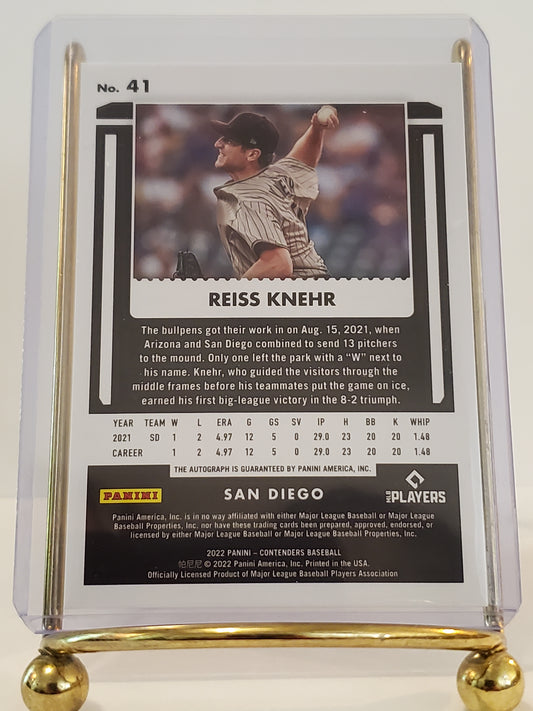 No. 41
REISS KNEHR
The bullpens got their work in on Aug. 15, 2021, when
Arizona and San Diego combined to send 13 pitchers
to the mound. Only one left the park with a “W” next to
his name. Knehr, who guided the visitors through the
middle frames before his teammates put the game on ice,
earned his first big-league victory in the 8-2 triumph.
YEAR TEAM W L ERA G GS SV IP H BB K WHIP
2021 SD 1 2 4.97 12 5 0 29.0 23 20 20 1.48
CAREER 1 2 4.97 12 5 0 29.0 23 20 20 1.48
THE AUTOGRAPH IS GUARANTEED BY PANINI AMERICA, INC.
PANINI
SAN DIEGO
MLB PLAYERS
Panini America, Inc. is in no way affiliated with either Major League Baseball or Major League
Baseball Properties, Inc. nor have these trading cards been prepared, approved, endorsed, or
licensed by either Major League Baseball or Major League Baseball Properties, Inc.
2022 PANINI – CONTENDERS BASEBALL
帕尼尼 © 2022 Panini America, Inc. Printed in the USA.
Officially Licensed Product of Major League Baseball Players Association